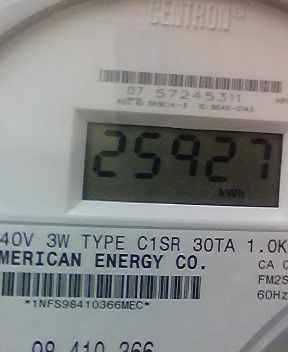 CENTRON®
07 57245311
25927
kWh
40V 3W TYPE C1SR 30TA 1.0K
MERICAN ENERGY CO.
CA 0
FM2S
60Hz
*1NFS98410366MEC*
98 410 366